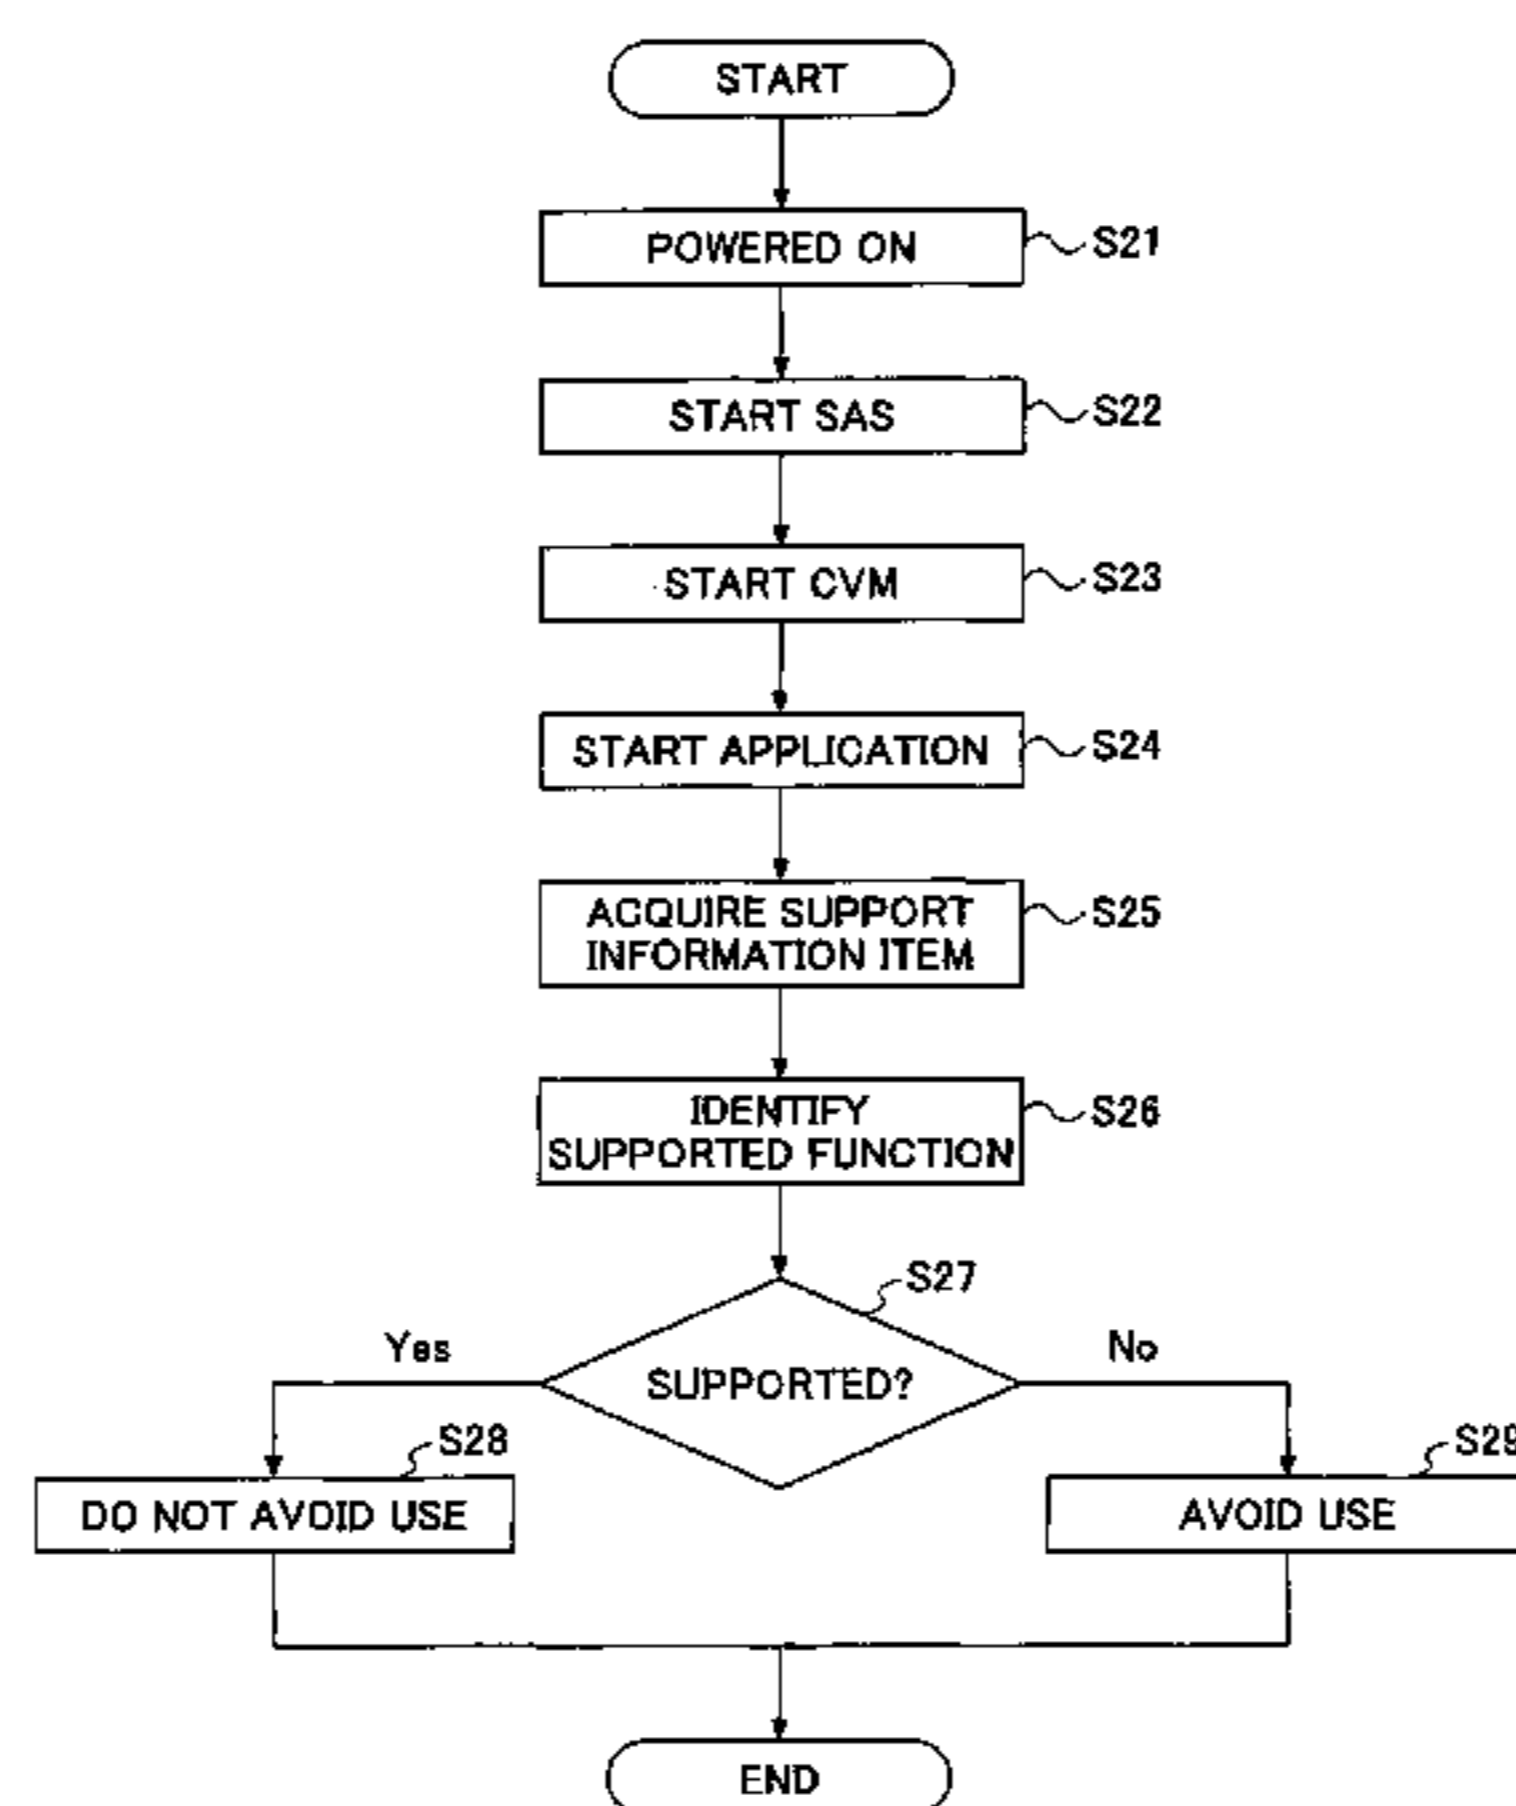 START
POWERED ON
S21
START SAS
S22
START CVM
S23
START APPLICATION
S24
ACQUIRE SUPPORT
INFORMATION ITEM
S25
IDENTIFY
SUPPORTED FUNCTION
S26
S27
SUPPORTED?
Yes
No
S28
DO NOT AVOID USE
S29
AVOID USE
END